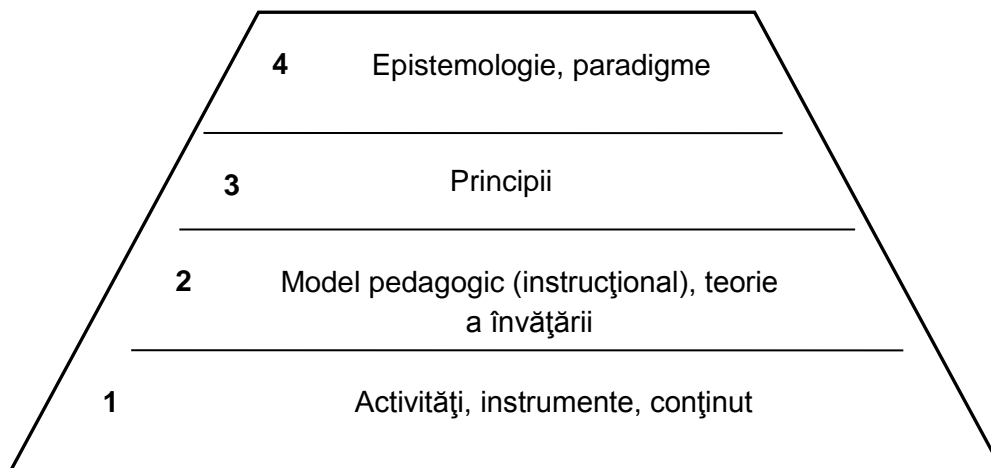 4 Epistemologie, paradigme
3 Principii
2 Model pedagogic (instrucţional), teorie
a învăţării
1 Activităţi, instrumente, conţinut